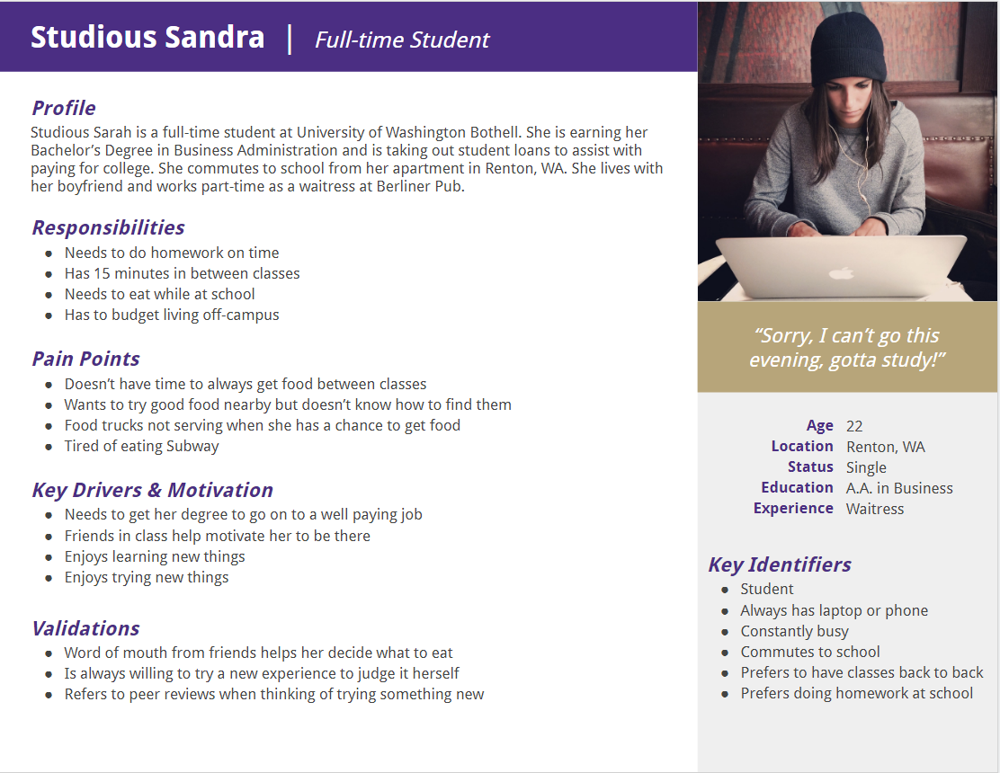 Studious Sandra | Full-time Student
Profile
Studious Sarah is a full-time student at University of Washington Bothell. She is earning her
Bachelor’s Degree in Business Administration and is taking out student loans to assist with
paying for college. She commutes to school from her apartment in Renton, WA. She lives with
her boyfriend and works part-time as a waitress at Berliner Pub.
Responsibilities
● Needs to do homework on time
● Has 15 minutes in between classes
● Needs to eat while at school
● Has to budget living off-campus
Pain Points
● Doesn’t have time to always get food between classes
● Wants to try good food nearby but doesn’t know how to find them
● Food trucks not serving when she has a chance to get food
● Tired of eating Subway
Key Drivers & Motivation
● Needs to get her degree to go on to a well paying job
● Friends in class help motivate her to be there
● Enjoys learning new things
● Enjoys trying new things
Validations
● Word of mouth from friends helps her decide what to eat
● Is always willing to try a new experience to judge it herself
● Refers to peer reviews when thinking of trying something new
“Sorry, I can’t go this
evening, gotta study!”
Age 22
Location Renton, WA
Status Single
Education A.A. in Business
Experience Waitress
Key Identifiers
● Student
● Always has laptop or phone
● Constantly busy
● Commutes to school
● Prefers to have classes back to back
● Prefers doing homework at school